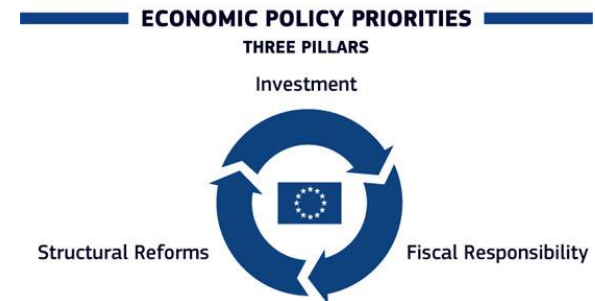 ECONOMIC POLICY PRIORITIES
THREE PILLARS
Investment
Structural Reforms
Fiscal Responsibility